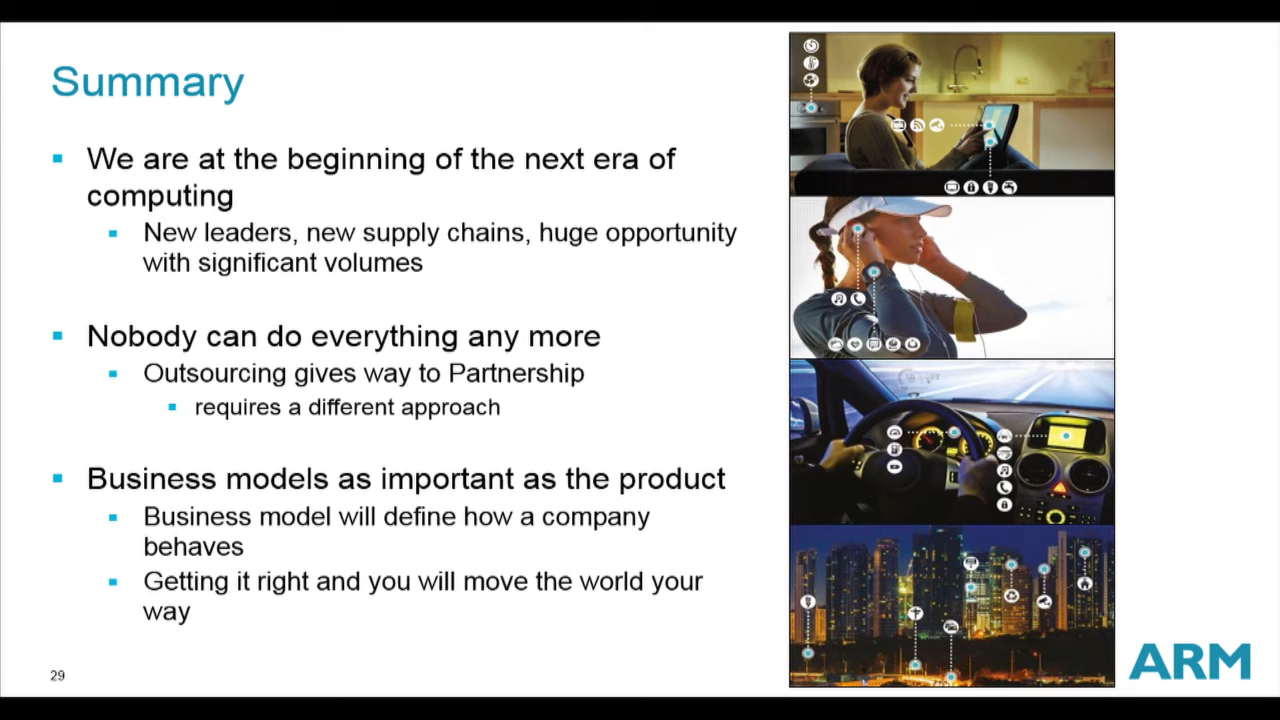 Summary
We are at the beginning of the next era of
computing
New leaders, new supply chains, huge opportunity
with significant volumes
Nobody can do everything any more
Outsourcing gives way to Partnership
requires a different approach
Business models as important as the product
Business model will define how a company
behaves
Getting it right and you will move the world your
way
29
ARM